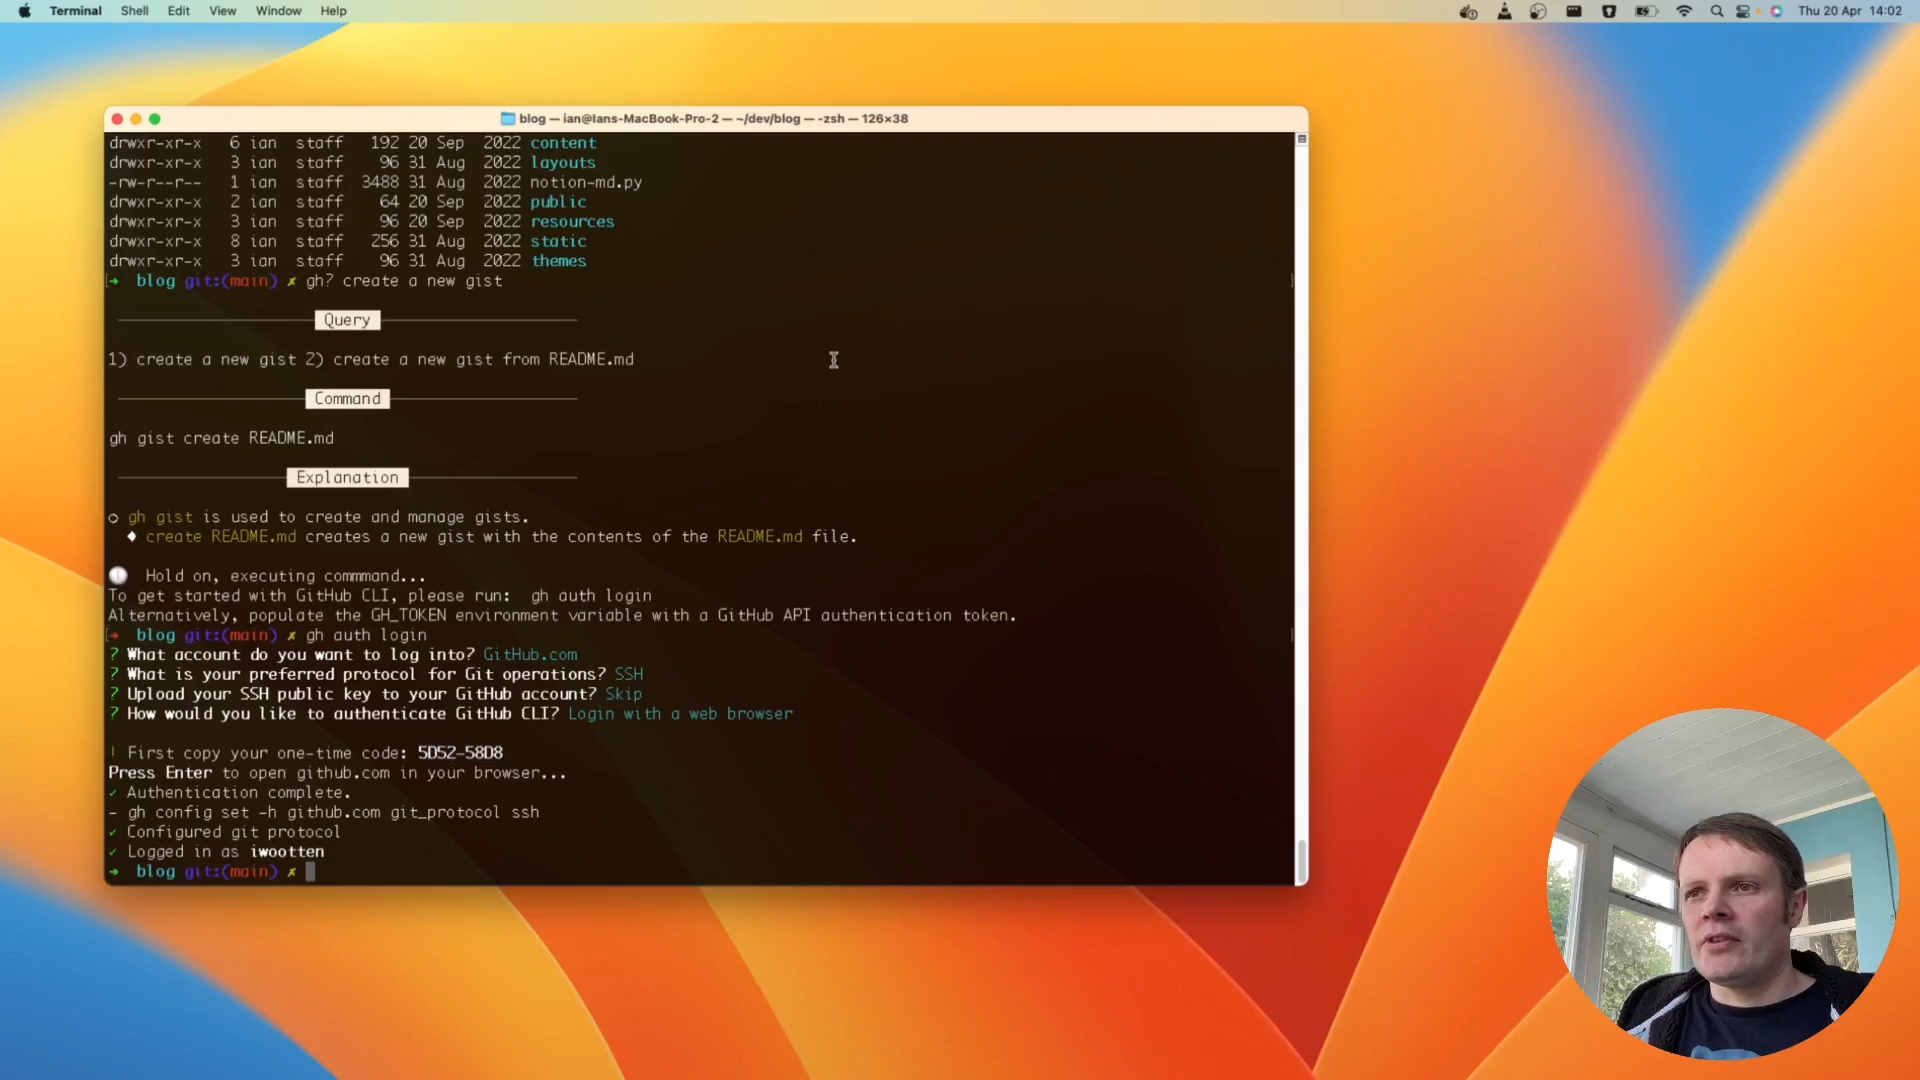 Terminal Shell Edit View Window Help Thu 20 Apr 14:02
blog — ian@Ians-MacBook-Pro-2 — ~/dev/blog — -zsh — 126×38
drwxr-xr-x 6 ian staff 192 20 Sep 2022 content
drwxr-xr-x 3 ian staff 96 31 Aug 2022 layouts
-rw-r--r-- 1 ian staff 3488 31 Aug 2022 notion-md.py
drwxr-xr-x 2 ian staff 64 20 Sep 2022 public
drwxr-xr-x 3 ian staff 96 20 Sep 2022 resources
drwxr-xr-x 8 ian staff 256 31 Aug 2022 static
drwxr-xr-x 3 ian staff 96 31 Aug 2022 themes
[➜ blog git:(main) ✗ gh? create a new gist ]
Query
1) create a new gist 2) create a new gist from README.md
Command
gh gist create README.md
Explanation
○ gh gist is used to create and manage gists.
♦ create README.md creates a new gist with the contents of the README.md file.
Hold on, executing commmand...
To get started with GitHub CLI, please run: gh auth login
Alternatively, populate the GH_TOKEN environment variable with a GitHub API authentication token.
[➜ blog git:(main) ✗ gh auth login ]
? What account do you want to log into? GitHub.com
? What is your preferred protocol for Git operations? SSH
? Upload your SSH public key to your GitHub account? Skip
? How would you like to authenticate GitHub CLI? Login with a web browser
! First copy your one-time code: 5D52-58D8
Press Enter to open github.com in your browser...
✓ Authentication complete.
- gh config set -h github.com git_protocol ssh
✓ Configured git protocol
✓ Logged in as iwootten
➜ blog git:(main) ✗